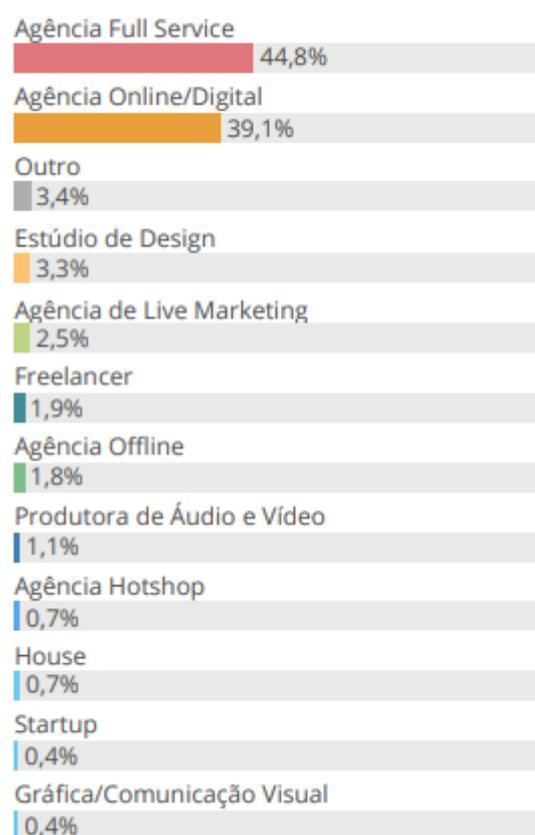 Agência Full Service
44,8%
Agência Online/Digital
39,1%
Outro
3,4%
Estúdio de Design
3,3%
Agência de Live Marketing
2,5%
Freelancer
1,9%
Agência Offline
1,8%
Produtora de Áudio e Vídeo
1,1%
Agência Hotshop
0,7%
House
0,7%
Startup
0,4%
Gráfica/Comunicação Visual
0,4%